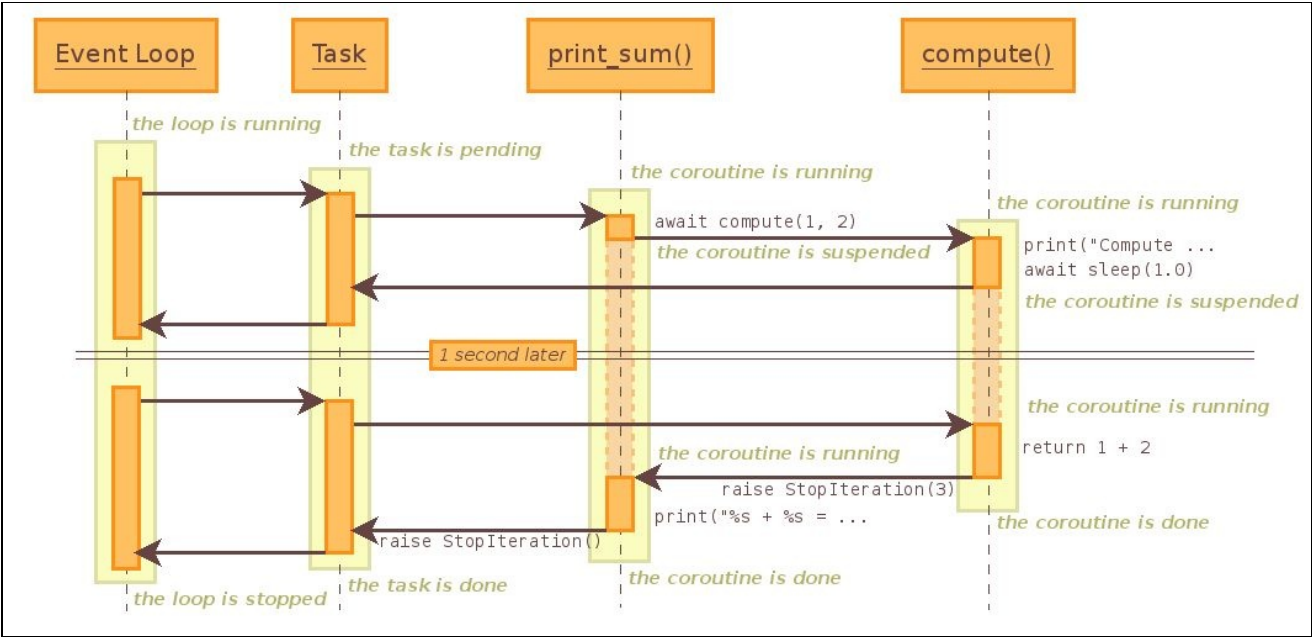 Event Loop
Task
print_sum()
compute()
the loop is running
the task is pending
the coroutine is running
the coroutine is running
await compute(1, 2)
the coroutine is suspended
print("Compute ...
await sleep(1.0)
the coroutine is suspended
1 second later
the coroutine is running
return 1 + 2
the coroutine is running
raise StopIteration(3)
print("%s + %s = ...
the coroutine is done
raise StopIteration()
the coroutine is done
the task is done
the loop is stopped